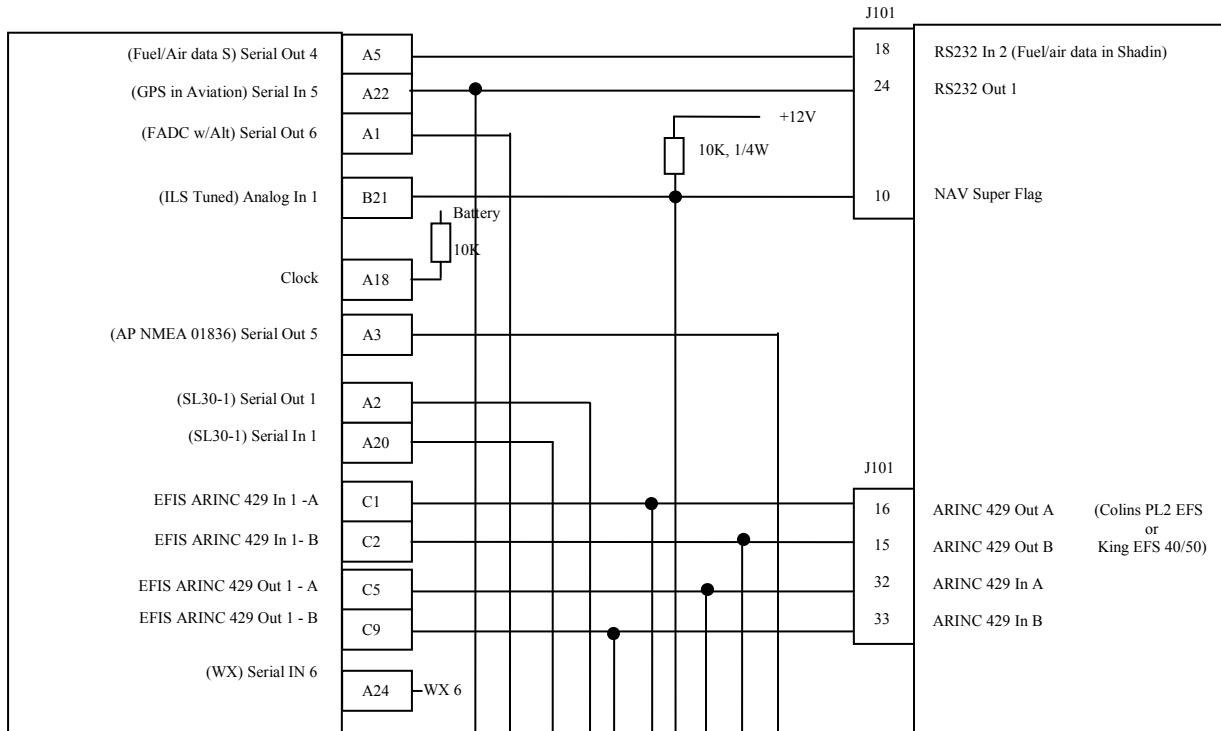 J101
(Fuel/Air data S) Serial Out 4 A5 18 RS232 In 2 (Fuel/air data in Shadin)
(GPS in Aviation) Serial In 5 A22 24 RS232 Out 1
+12V
(FADC w/Alt) Serial Out 6 A1
10K, 1/4W
(ILS Tuned) Analog In 1 B21 10 NAV Super Flag
Battery
10K
Clock A18
(AP NMEA 01836) Serial Out 5 A3
(SL30-1) Serial Out 1 A2
(SL30-1) Serial In 1 A20
J101
EFIS ARINC 429 In 1 -A C1 16 ARINC 429 Out A (Colins PL2 EFS
or
EFIS ARINC 429 In 1- B C2 15 ARINC 429 Out B King EFS 40/50)
EFIS ARINC 429 Out 1 - A C5 32 ARINC 429 In A
EFIS ARINC 429 Out 1 - B C9 33 ARINC 429 In B
(WX) Serial IN 6 A24 WX 6